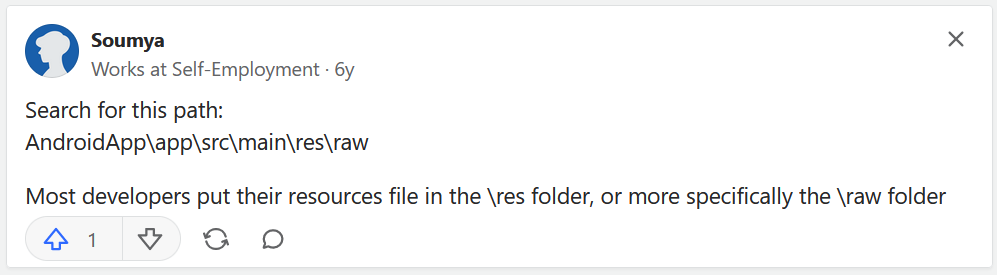 Soumya
Works at Self-Employment · 6y
Search for this path:
AndroidApp\app\src\main\res\raw
Most developers put their resources file in the \res folder, or more specifically the \raw folder
1